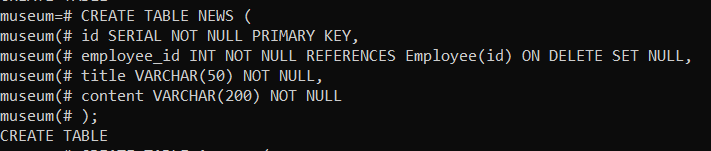 museum=# CREATE TABLE NEWS (
museum(# id SERIAL NOT NULL PRIMARY KEY,
museum(# employee_id INT NOT NULL REFERENCES Employee(id) ON DELETE SET NULL,
museum(# title VARCHAR(50) NOT NULL,
museum(# content VARCHAR(200) NOT NULL
museum(# );
CREATE TABLE